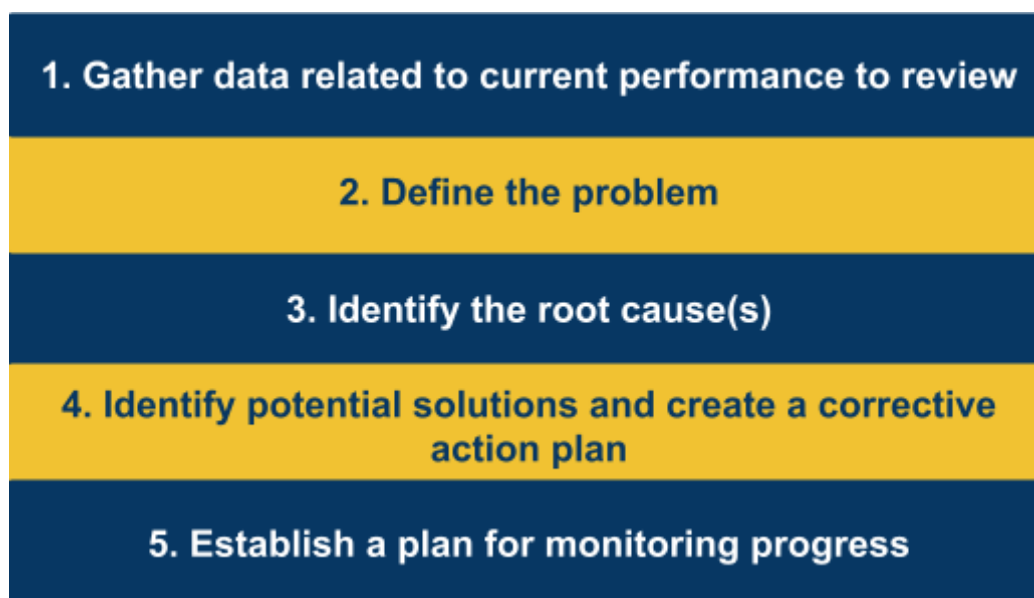 1. Gather data related to current performance to review
2. Define the problem
3. Identify the root cause(s)
4. Identify potential solutions and create a corrective
action plan
5. Establish a plan for monitoring progress